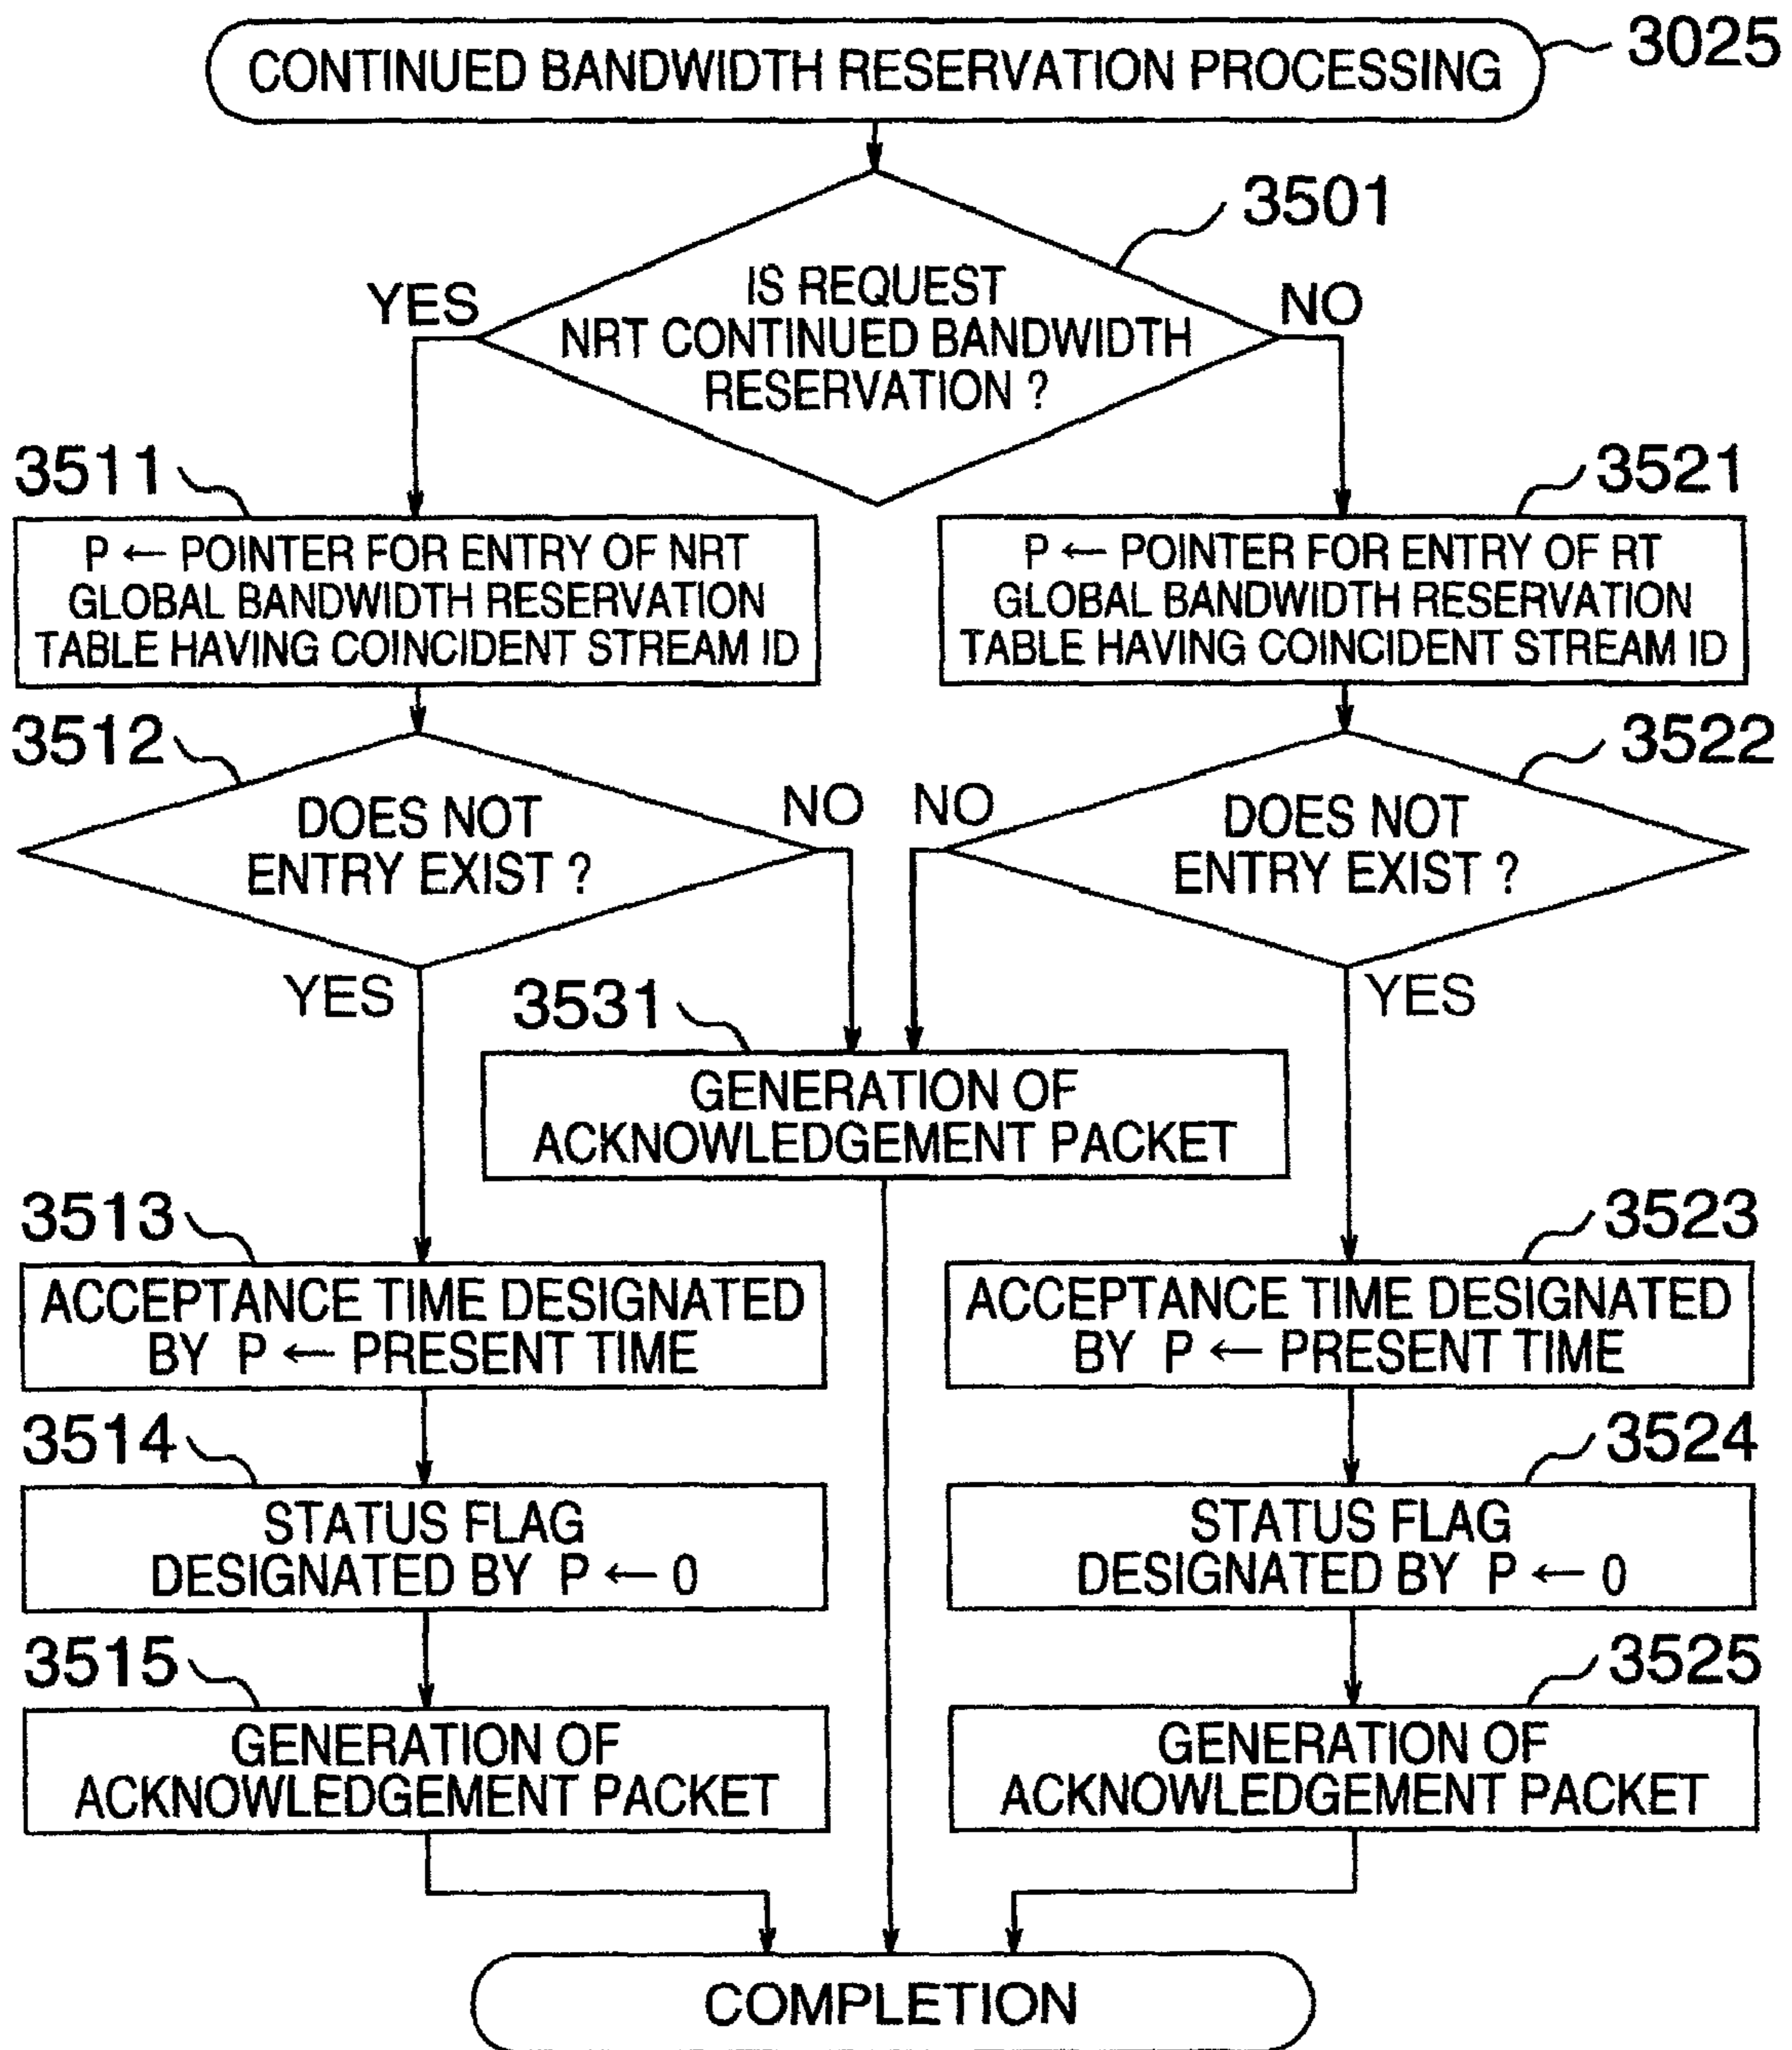 CONTINUED BANDWIDTH RESERVATION PROCESSING
3025
3501
IS REQUEST
NRT CONTINUED BANDWIDTH
RESERVATION ?
YES
NO
3511
P ← POINTER FOR ENTRY OF NRT
GLOBAL BANDWIDTH RESERVATION
TABLE HAVING COINCIDENT STREAM ID
3521
P ← POINTER FOR ENTRY OF RT
GLOBAL BANDWIDTH RESERVATION
TABLE HAVING COINCIDENT STREAM ID
3512
DOES NOT
ENTRY EXIST ?
NO
YES
3522
NO
DOES NOT
ENTRY EXIST ?
YES
3531
GENERATION OF
ACKNOWLEDGEMENT PACKET
3513
ACCEPTANCE TIME DESIGNATED
BY P ← PRESENT TIME
3523
ACCEPTANCE TIME DESIGNATED
BY P ← PRESENT TIME
3514
STATUS FLAG
DESIGNATED BY P ← 0
3524
STATUS FLAG
DESIGNATED BY P ← 0
3515
GENERATION OF
ACKNOWLEDGEMENT PACKET
3525
GENERATION OF
ACKNOWLEDGEMENT PACKET
COMPLETION